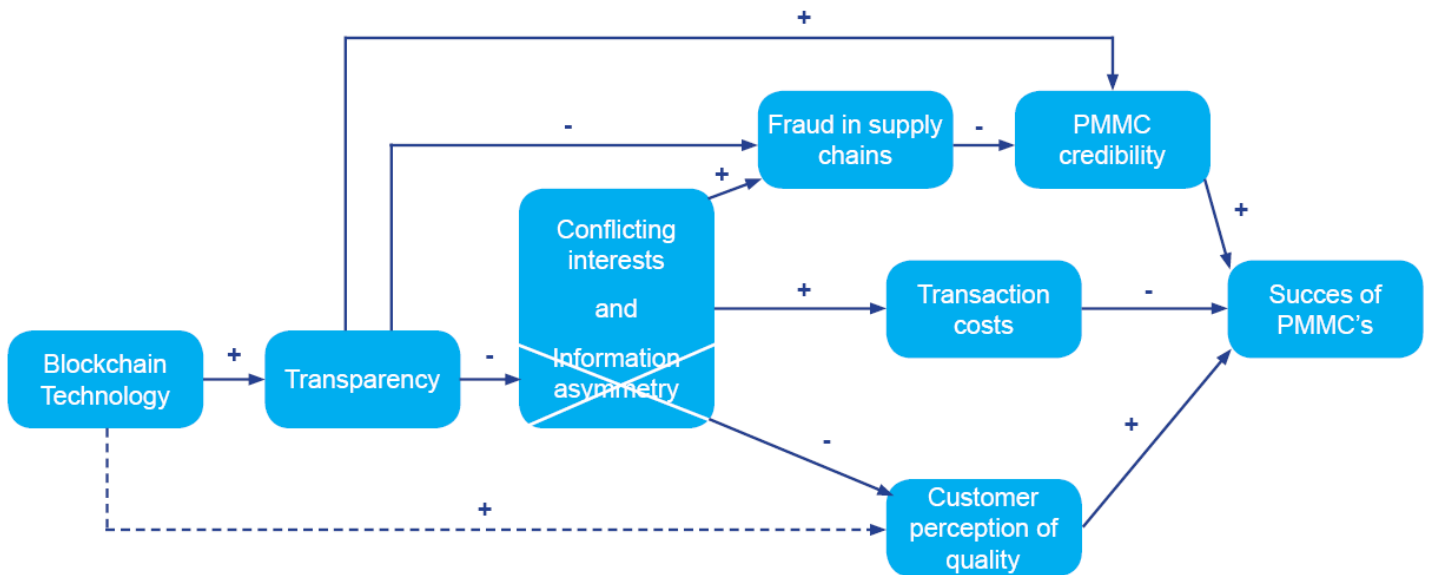 +
Fraud in supply
chains
-
PMMC
credibility
-
+
Conflicting
interests
and
Information
asymmetry
+
+
Transaction
costs
-
Succes of
PMMC's
Blockchain
Technology
+
Transparency
-
-
+
+
Customer
perception of
quality